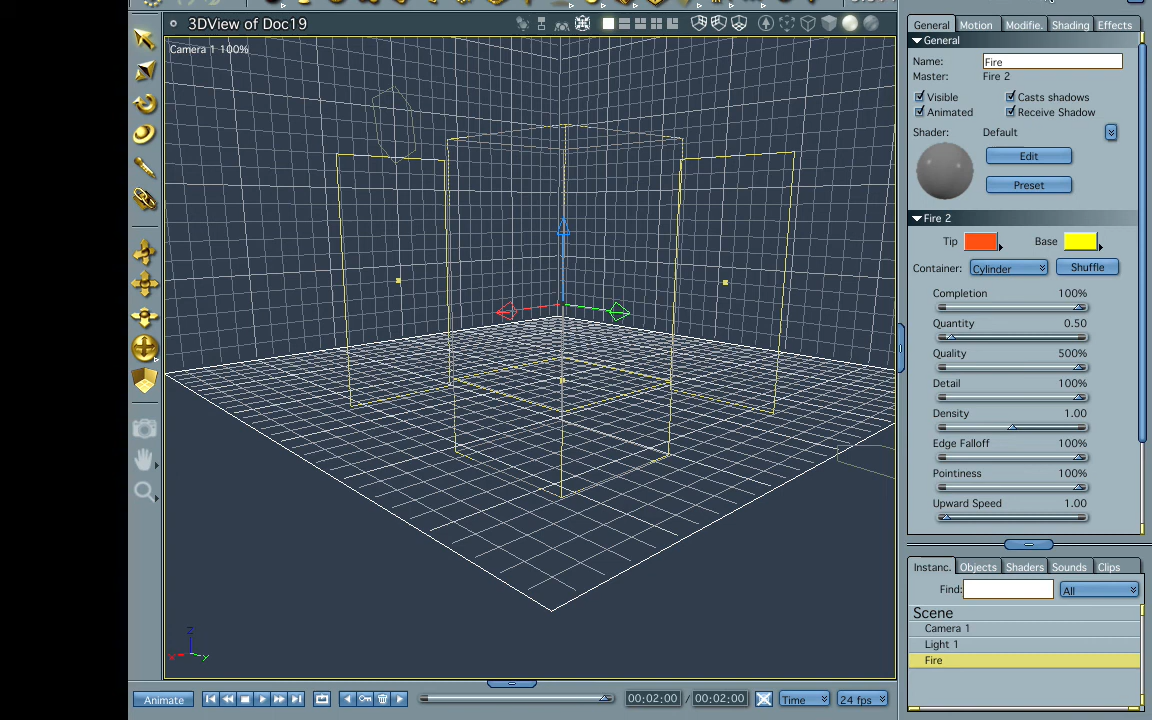 3DView of Doc19
Camera 1 100%
Z
X
Y
Animate
00:02:00 / 00:02:00
Time
24 fps
General Motion Modifie. Shading Effects
General
Name: Fire
Master: Fire 2
Visible Casts shadows
Animated Receive Shadow
Shader: Default
Edit
Preset
Fire 2
Tip Base
Container: Cylinder Shuffle
Completion 100%
Quantity 0.50
Quality 500%
Detail 100%
Density 1.00
Edge Falloff 100%
Pointiness 100%
Upward Speed 1.00
Instanc. Objects Shaders Sounds Clips
Find: All
Scene
Camera 1
Light 1
Fire